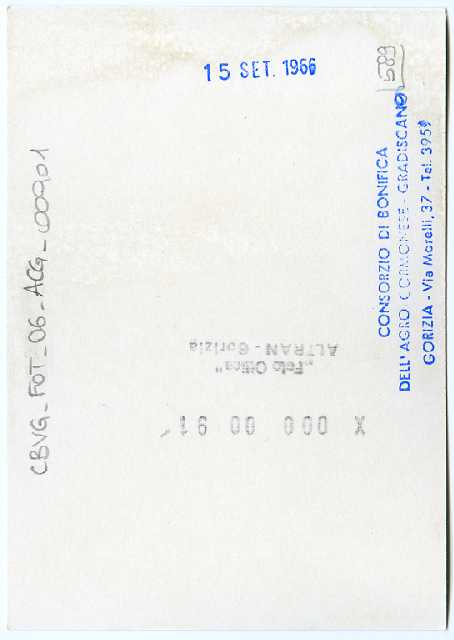 15 SET. 1966
589
CONSORZIO DI BONIFICA
DELL'AGRO CORMONESE - GRADISCANO
GORIZIA - Via Morelli, 37 - Tel. 3959
CBVG_FOT_06_ACG_00901
"Foto Ottica"
ALTRAN - Gorizia